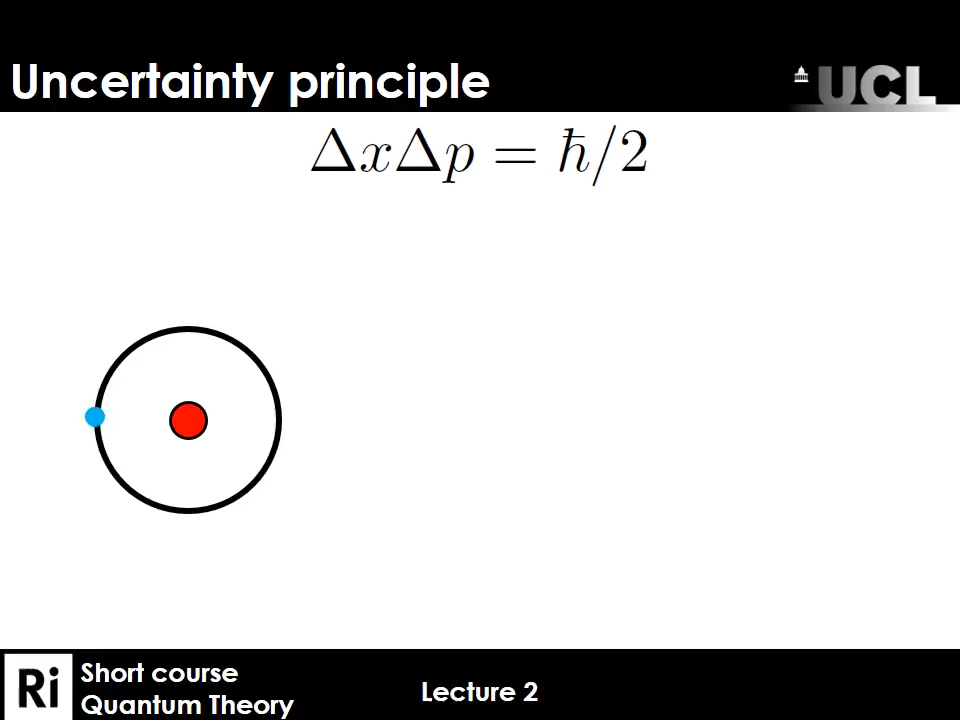 Uncertainty principle
UCL
ΔxΔp = ħ/2
Ri
Short course
Quantum Theory
Lecture 2